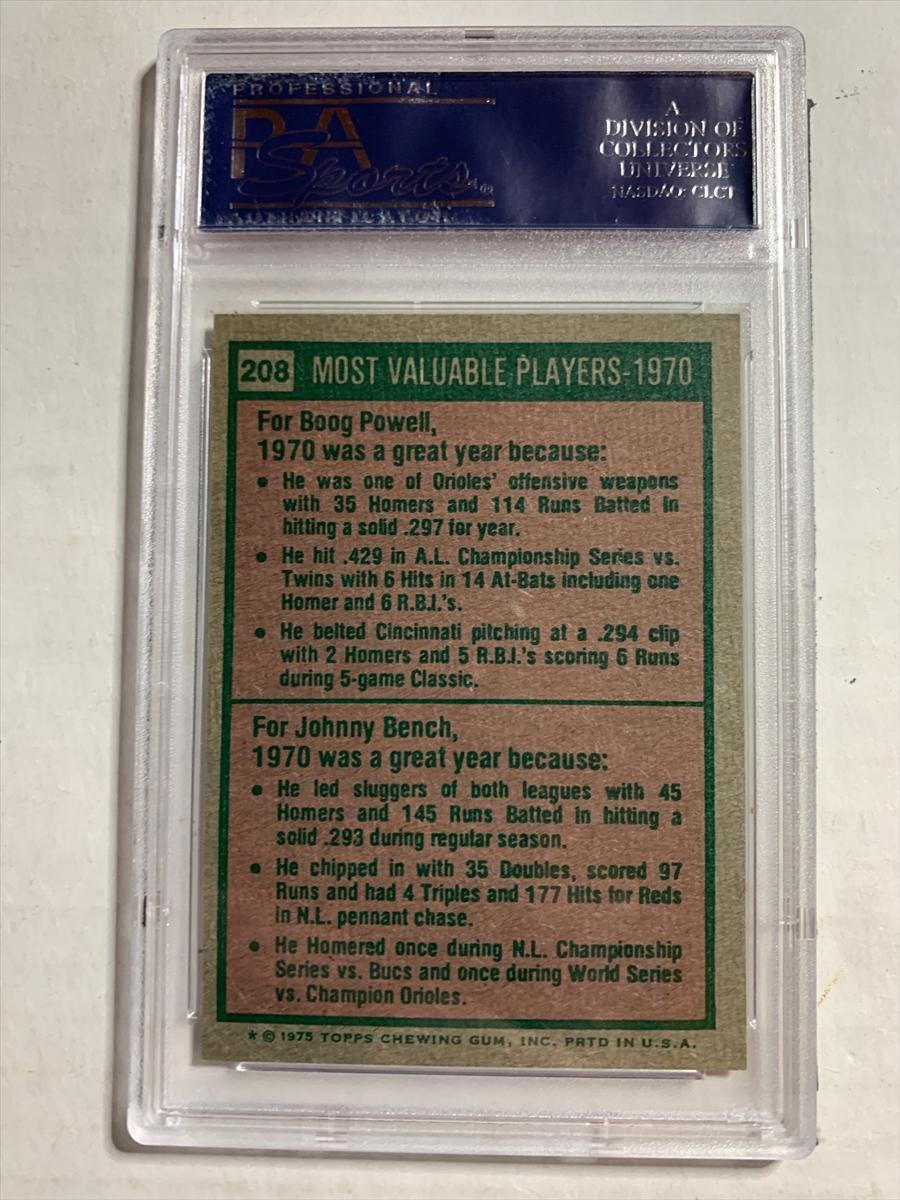 PROFESSIONAL
PSA
Sports ®
A
DIVISION OF
COLLECTORS
UNIVERSE
NASDAQ: CLCT
208 MOST VALUABLE PLAYERS-1970
For Boog Powell,
1970 was a great year because:
• He was one of Orioles' offensive weapons
with 35 Homers and 114 Runs Batted In
hitting a solid .297 for year.
• He hit .429 in A.L. Championship Series vs.
Twins with 6 Hits in 14 At-Bats including one
Homer and 6 R.B.I.'s.
• He belted Cincinnati pitching at a .294 clip
with 2 Homers and 5 R.B.I.'s scoring 6 Runs
during 5-game Classic.
For Johnny Bench,
1970 was a great year because:
• He led sluggers of both leagues with 45
Homers and 145 Runs Batted in hitting a
solid .293 during regular season.
• He chipped in with 35 Doubles, scored 97
Runs and had 4 Triples and 177 Hits for Reds
in N.L. pennant chase.
• He Homered once during N.L. Championship
Series vs. Bucs and once during World Series
vs. Champion Orioles.
* © 1975 TOPPS CHEWING GUM, INC. PRTD IN U.S.A.